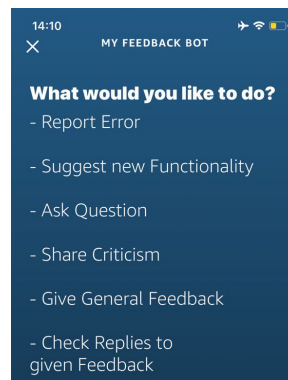 14:10
MY FEEDBACK BOT
What would you like to do?
- Report Error
- Suggest new Functionality
- Ask Question
- Share Criticism
- Give General Feedback
- Check Replies to
given Feedback